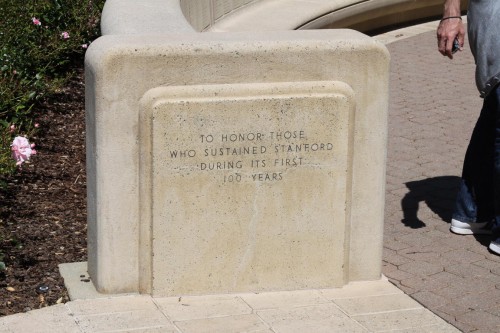 TO HONOR THOSE
WHO SUSTAINED STANFORD
DURING ITS FIRST
100 YEARS